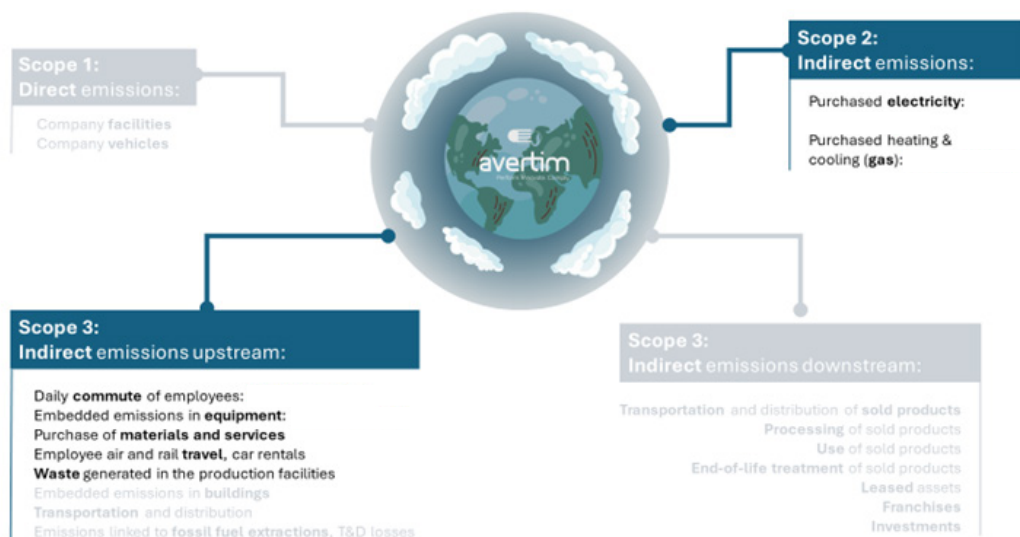 Scope 1:
Direct emissions:
Company facilities
Company vehicles
avertim
Scope 2:
Indirect emissions:
Purchased electricity:
Purchased heating &
cooling (gas):
Scope 3:
Indirect emissions upstream:
Daily commute of employees:
Embedded emissions in equipment:
Purchase of materials and services
Employee air and rail travel, car rentals
Waste generated in the production facilities
Embedded emissions in buildings
Transportation and distribution
Emissions linked to fossil fuel extractions, T&D losses
Scope 3:
Indirect emissions downstream:
Transportation and distribution of sold products
Processing of sold products
Use of sold products
End-of-life treatment of sold products
Leased assets
Franchises
Investments